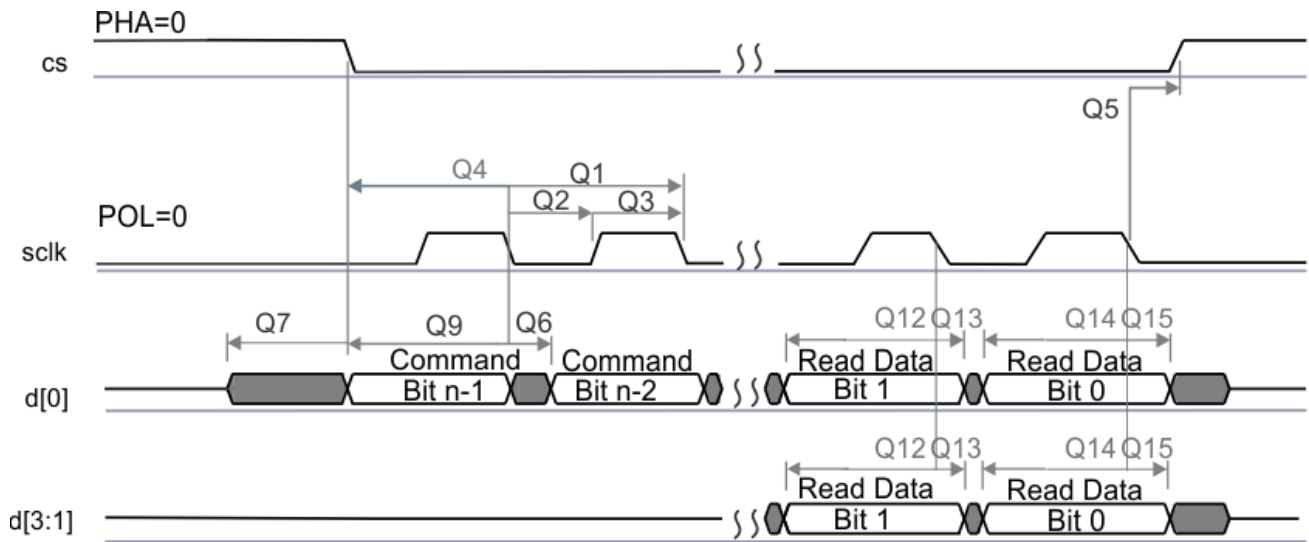 PHA=0
cs
Q5
Q4 Q1
Q2 Q3
POL=0
sclk
Q7 Q9 Q6 Q12 Q13 Q14 Q15
Command Command Read Data Read Data
d[0] Bit n-1 Bit n-2 Bit 1 Bit 0
Q12 Q13 Q14 Q15
Read Data Read Data
d[3:1] Bit 1 Bit 0